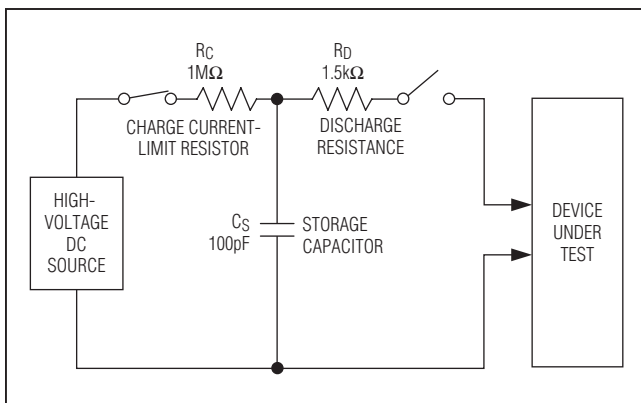 RC
1MΩ
RD
1.5kΩ
CHARGE CURRENT-
LIMIT RESISTOR
DISCHARGE
RESISTANCE
HIGH-
VOLTAGE
DC
SOURCE
CS
100pF
STORAGE
CAPACITOR
DEVICE
UNDER
TEST